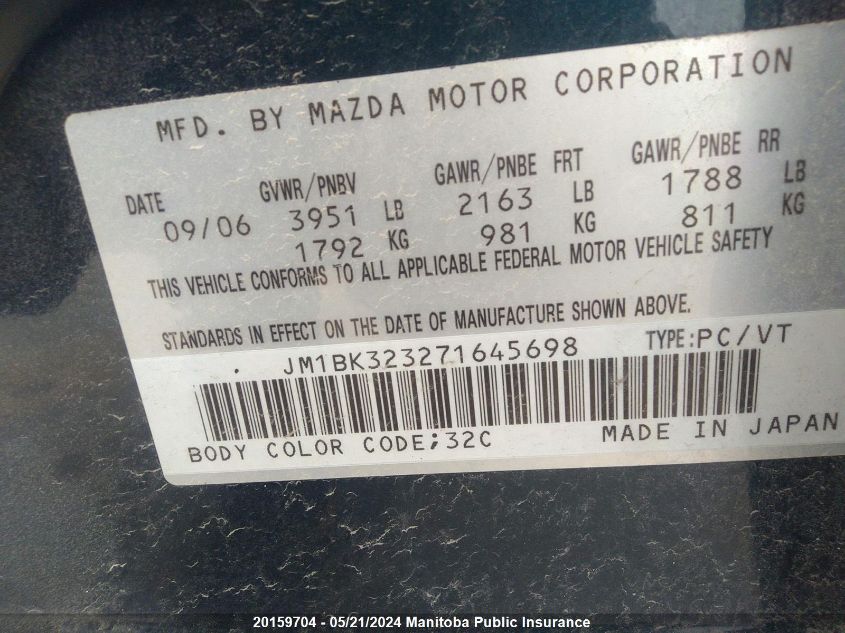 MFD. BY MAZDA MOTOR CORPORATION
DATE GVWR/PNBV GAWR/PNBE FRT GAWR/PNBE RR
09/06 3951 LB 2163 LB 1788 LB
1792 KG 981 KG 811 KG
THIS VEHICLE CONFORMS TO ALL APPLICABLE FEDERAL MOTOR VEHICLE SAFETY
STANDARDS IN EFFECT ON THE DATE OF MANUFACTURE SHOWN ABOVE.
. JM1BK323271645698 TYPE:PC/VT
BODY COLOR CODE;32C MADE IN JAPAN
20159704 - 05/21/2024 Manitoba Public Insurance